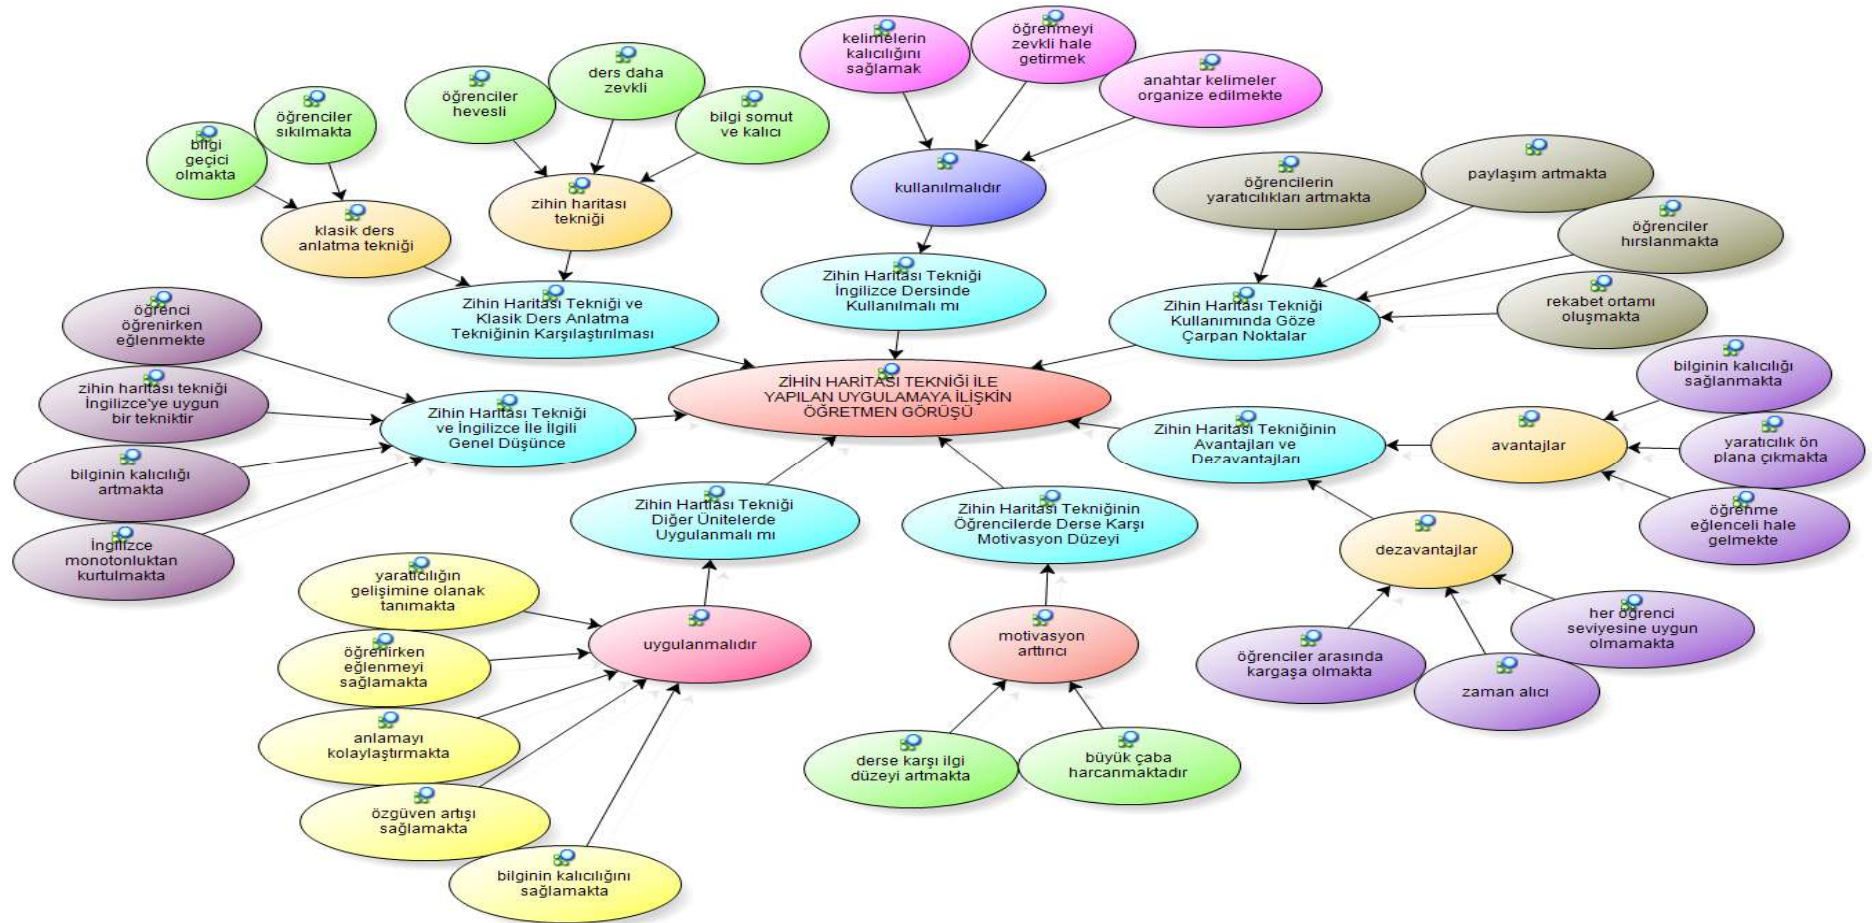 kelimelerin
kalıcılığını
sağlamak
öğrenmeyi
zevkli hale
getirmek
anahtar kelimeler
organize edilmekte
kullanılmalıdır
Zihin Haritası Tekniği
İngilizce Dersinde
Kullanılmalı mı
bilgi
geçici
olmakta
öğrenciler
sıkılmakta
klasik ders
anlatma tekniği
öğrenciler
hevesli
ders daha
zevkli
bilgi somut
ve kalıcı
zihin haritası
tekniği
Zihin Haritası Tekniği ve
Klasik Ders Anlatma
Tekniğinin Karşılaştırılması
öğrencilerin
yaratıcılıkları artmakta
paylaşım artmakta
öğrenciler
hırslanmakta
rekabet ortamı
oluşmakta
Zihin Haritası Tekniği
Kullanımında Göze
Çarpan Noktalar
ZİHİN HARİTASI TEKNİĞİ İLE
YAPILAN UYGULAMAYA İLİŞKİN
ÖĞRETMEN GÖRÜŞÜ
öğrenci
öğrenirken
eğlenmekte
zihin haritası tekniği
İngilizce'ye uygun
bir tekniktir
bilginin kalıcılığı
artmakta
İngilizce
monotonluktan
kurtulmakta
Zihin Haritası Tekniği
ve İngilizce İle İlgili
Genel Düşünce
Zihin Haritası Tekniğinin
Avantajları ve
Dezavantajları
avantajlar
bilginin kalıcılığı
sağlanmakta
yaratıcılık ön
plana çıkmakta
öğrenme
eğlenceli hale
gelmekte
dezavantajlar
her öğrenci
seviyesine uygun
olmamakta
zaman alıcı
öğrenciler arasında
kargaşa olmakta
Zihin Haritası Tekniği
Diğer Ünitelerde
Uygulanmalı mı
uygulanmalıdır
yaratıcılığın
gelişimine olanak
tanımakta
öğrenirken
eğlenmeyi
sağlamakta
anlamayı
kolaylaştırmakta
özgüven artışı
sağlamakta
bilginin kalıcılığını
sağlamakta
Zihin Haritası Tekniğinin
Öğrencilerde Derse Karşı
Motivasyon Düzeyi
motivasyon
arttırıcı
derse karşı ilgi
düzeyi artmakta
büyük çaba
harcanmaktadır